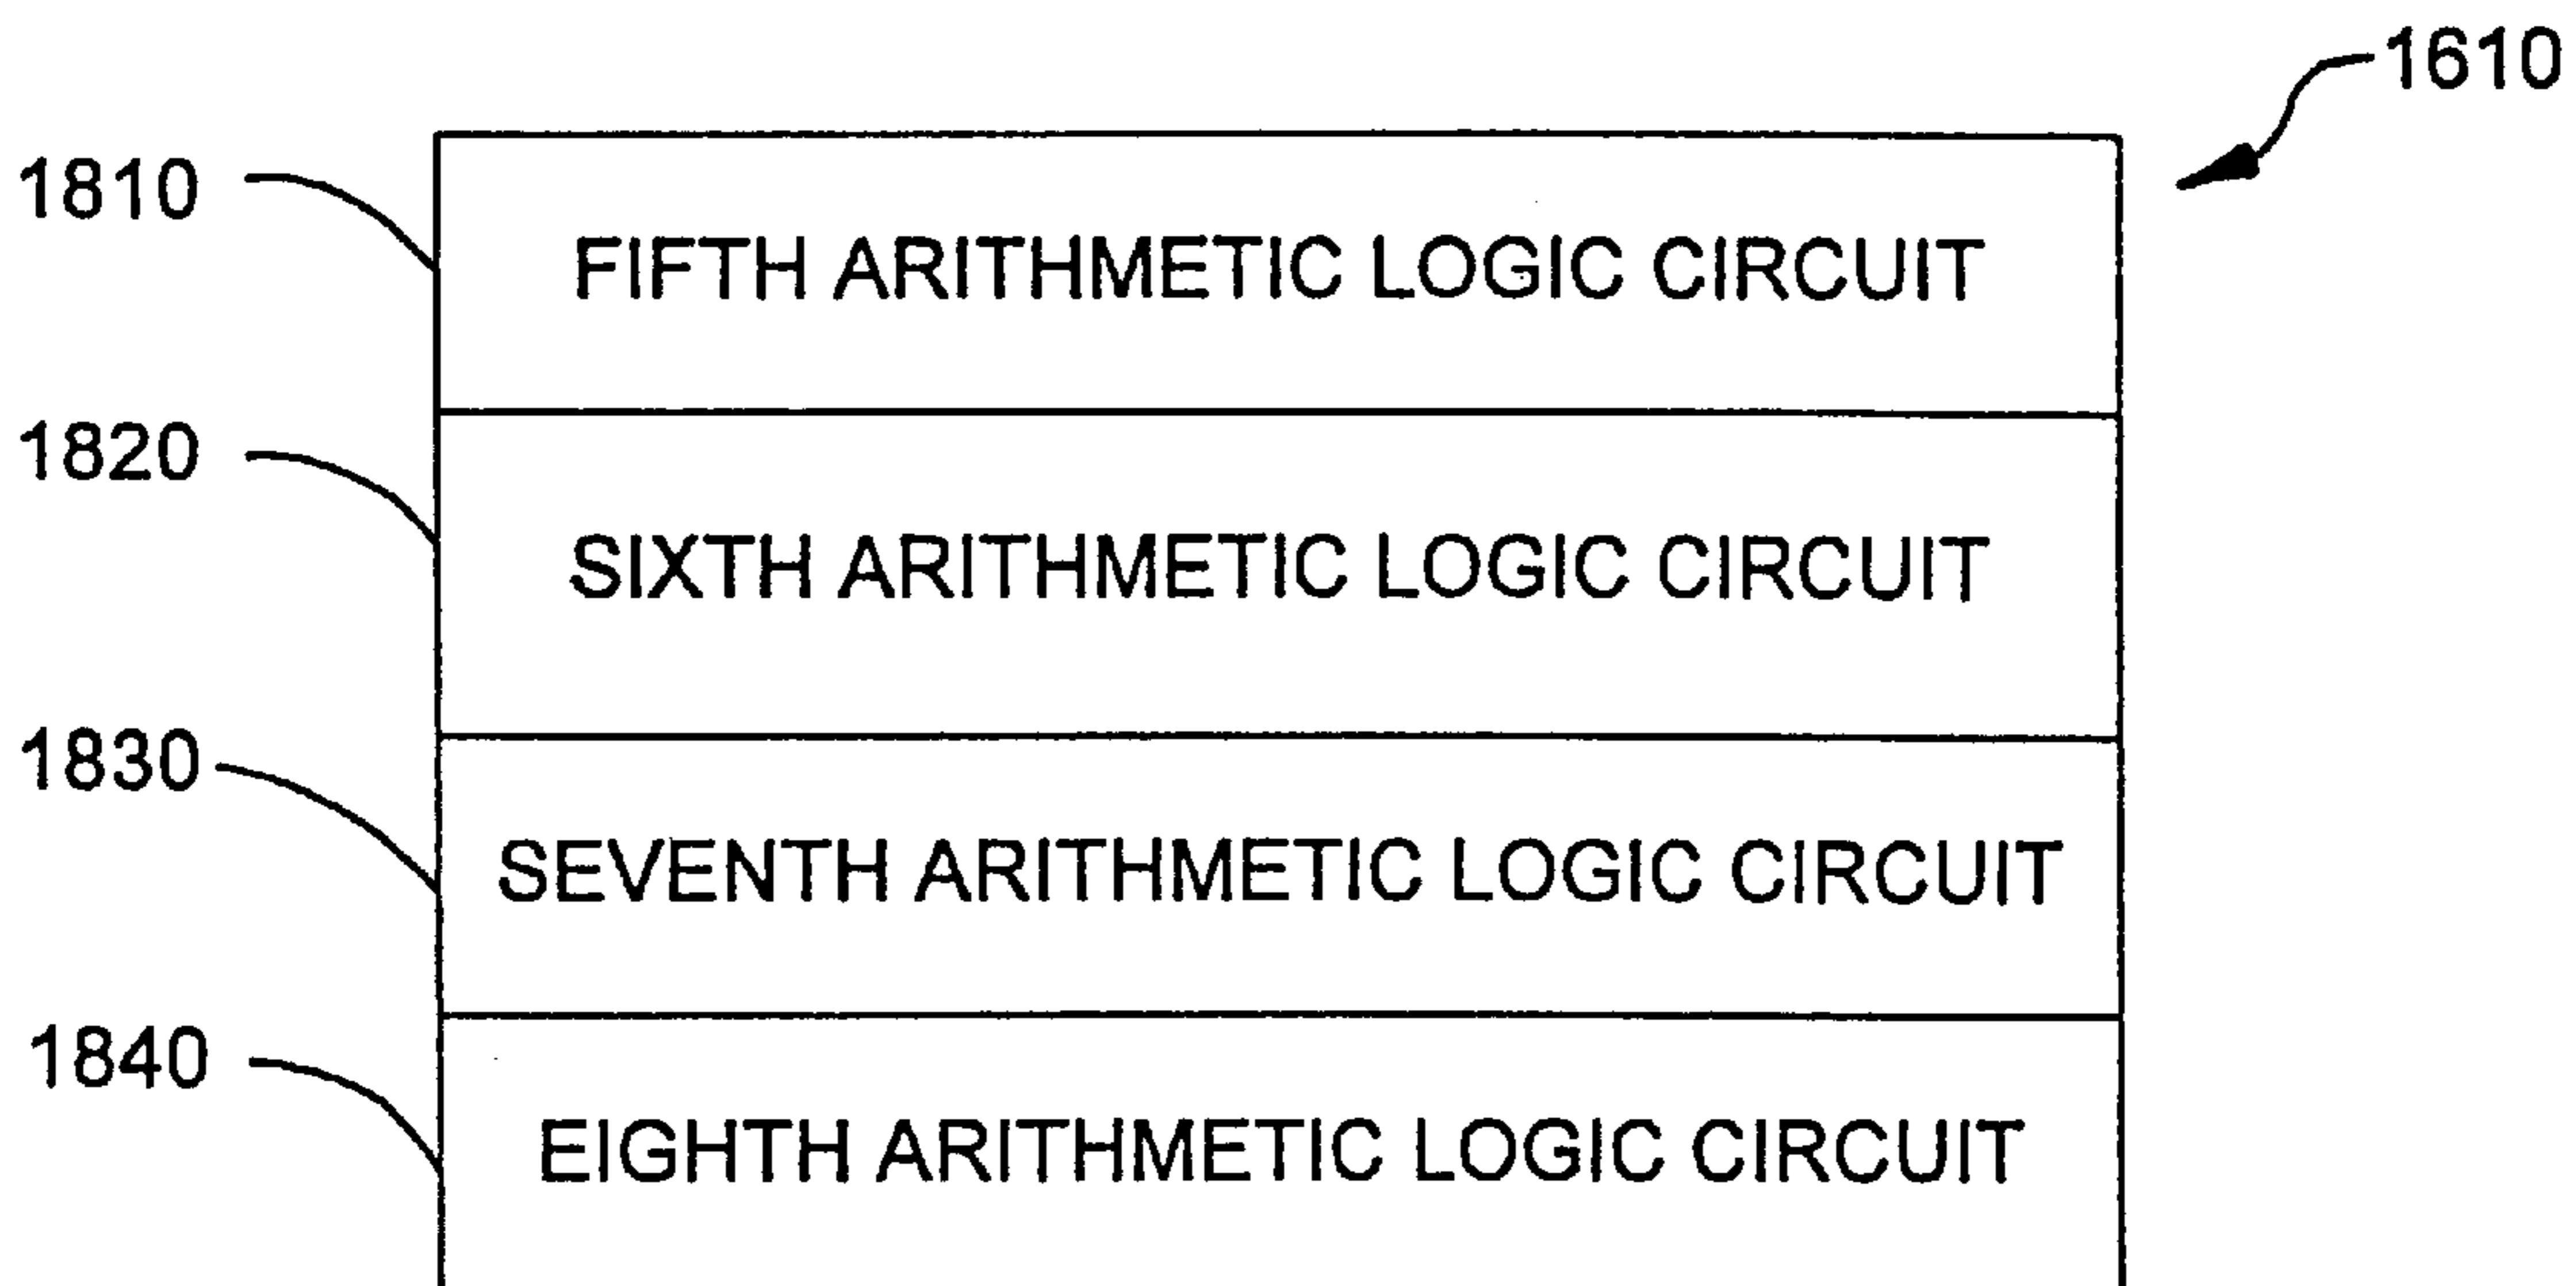 1610
1810
FIFTH ARITHMETIC LOGIC CIRCUIT
1820
SIXTH ARITHMETIC LOGIC CIRCUIT
1830
SEVENTH ARITHMETIC LOGIC CIRCUIT
1840
EIGHTH ARITHMETIC LOGIC CIRCUIT